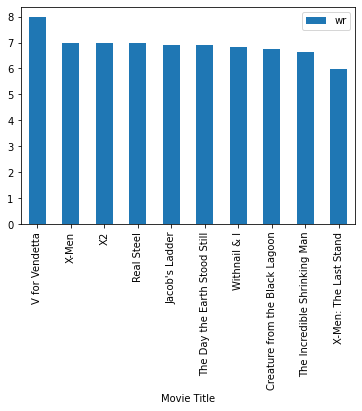 wr
8
7
6
5
4
3
2
1
0
V for Vendetta
X-Men
X2
Real Steel
Jacob's Ladder
The Day the Earth Stood Still
Withnail & I
Creature from the Black Lagoon
The Incredible Shrinking Man
X-Men: The Last Stand
Movie Title